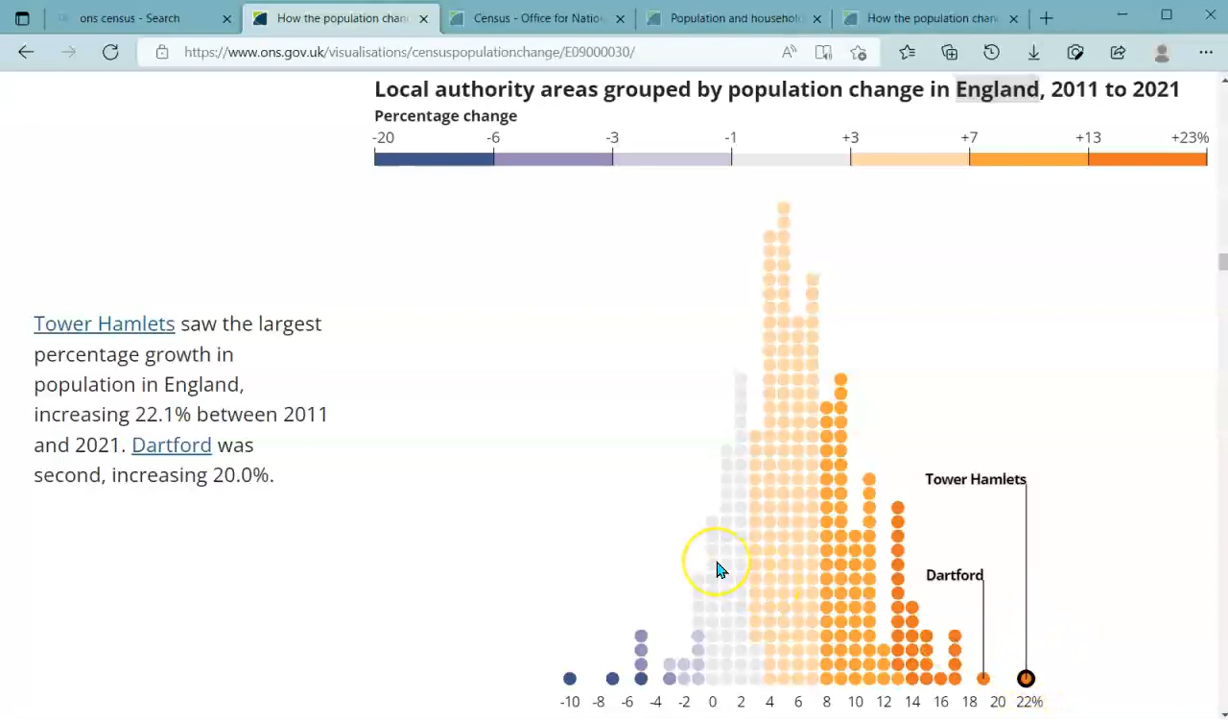 ons census - Search
How the population chan
Census - Office for Natio
Population and househol
How the population chan
https://www.ons.gov.uk/visualisations/censuspopulationchange/E09000030/
Local authority areas grouped by population change in England, 2011 to 2021
Percentage change
-20 -6 -3 -1 +3 +7 +13 +23%
Tower Hamlets saw the largest
percentage growth in
population in England,
increasing 22.1% between 2011
and 2021. Dartford was
second, increasing 20.0%.
Tower Hamlets
Dartford
-10 -8 -6 -4 -2 0 2 4 6 8 10 12 14 16 18 20 22%